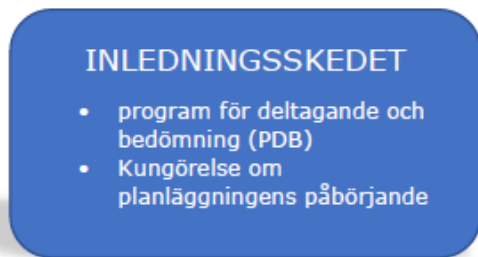 INLEDNINGSSKEDET
• program för deltagande och
bedömning (PDB)
• Kungörelse om
planläggningens påbörjande